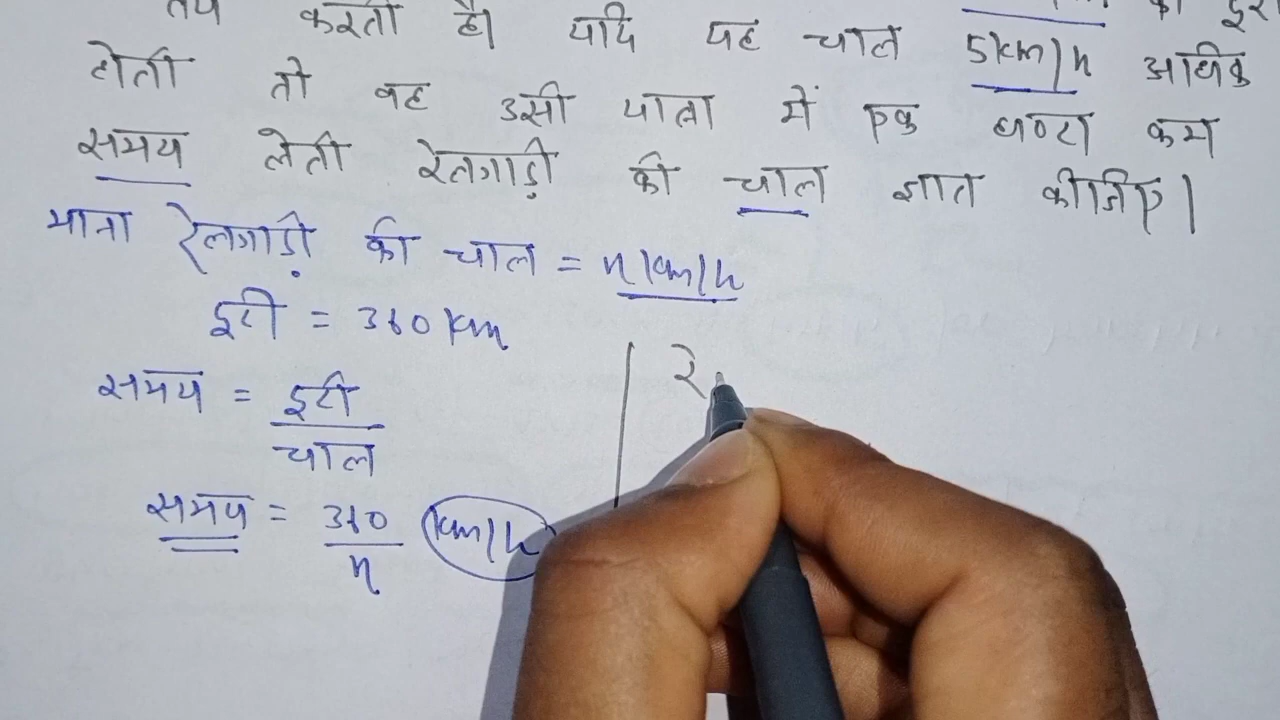 तय करती है। यदि यह चाल 5km/h अधिक
होती तो वह उसी यात्रा में एक घण्टा कम
समय लेती रेलगाड़ी की चाल ज्ञात कीजिए।
माना रेलगाड़ी की चाल = n km/h
दूरी = 360 km
समय = दूरी
चाल
समय = 360 km/h
n
रे